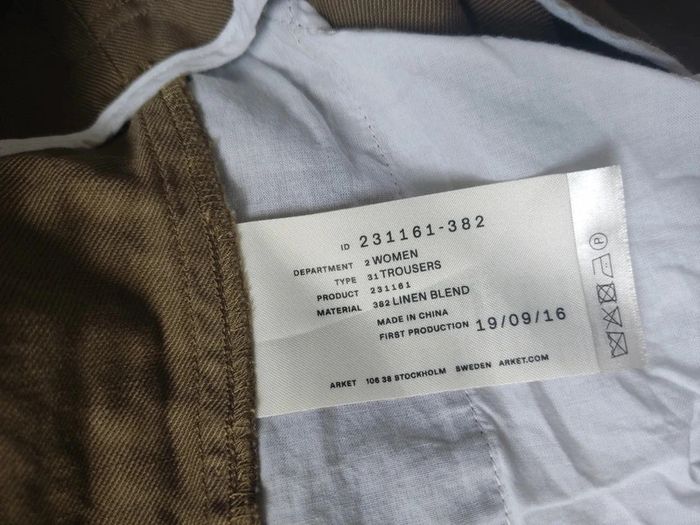 ID 231161-382
DEPARTMENT 2 WOMEN
TYPE 31 TROUSERS
PRODUCT 231161
MATERIAL 382 LINEN BLEND
MADE IN CHINA
FIRST PRODUCTION 19/09/16
ARKET 106 38 STOCKHOLM SWEDEN ARKET.COM
P